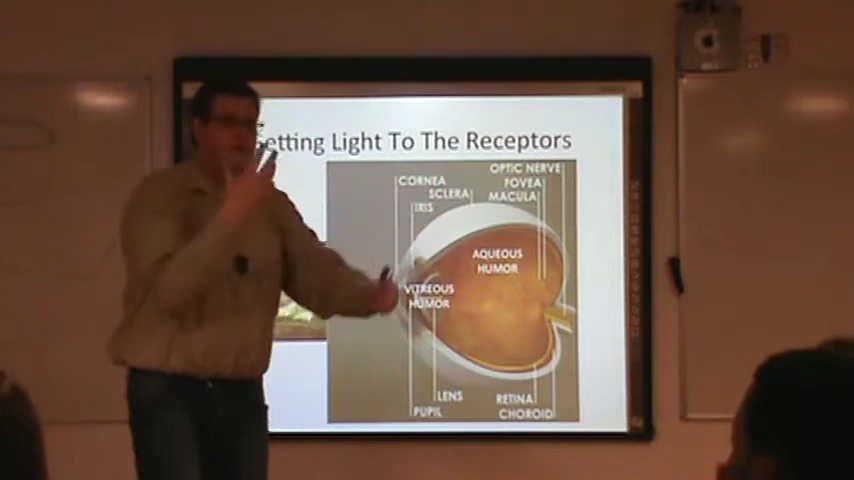 etting Light To The Receptors
OPTIC NERVE
CORNEA
FOVEA
SCLERA
MACULA
IRIS
AQUEOUS
HUMOR
VITREOUS
HUMOR
LENS
RETINA
PUPIL
CHOROID